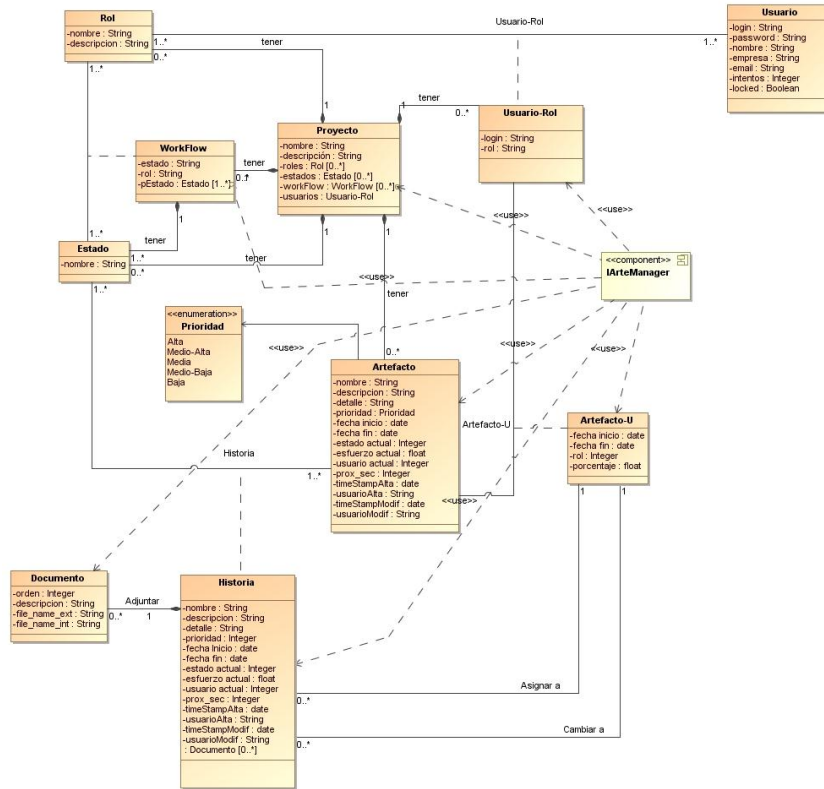 Rol
-nombre : String
-descripcion : String
1..*
0..*
1..*
tener
Usuario-Rol
1..*
Usuario
-login : String
-password : String
-nombre : String
-empresa : String
-email : String
-intentos : Integer
-locked : Boolean
1
1
tener
0..*
Usuario-Rol
-login : String
-rol : String
Proyecto
-nombre : String
-descripción : String
-roles : Rol [0..*]
-estados : Estado [0..*]
-workFlow : WorkFlow [0..*]
-usuarios : Usuario-Rol
WorkFlow
-estado : String
-rol : String
-pEstado : Estado [1..*]
tener
1
1
1
tener
1..*
Estado
-nombre : String
1..*
0..*
tener
1..*
<<use>>
<<use>>
<<use>>
<<use>>
<<component>>
IArteManager
tener
<<enumeration>>
Prioridad
Alta
Medio-Alta
Media
Medio-Baja
Baja
<<use>>
<<use>>
0..*
Artefacto
-nombre : String
-descripcion : String
-detalle : String
-prioridad : Prioridad
-fecha inicio : date
-fecha fin : date
-estado actual : Integer
-esfuerzo actual : float
-usuario actual : Integer
-prox_sec : Integer
-timeStampAlta : date
-usuarioAlta : String
-timeStampModif : date
-usuarioModif : String
Artefacto-U
<<use>>
Artefacto-U
-fecha inicio : date
-fecha fin : date
-rol : Integer
-porcentaje : float
1
1
Historia
1..*
Documento
-orden : Integer
-descripcion : String
-file_name_ext : String
-file_name_int : String
Adjuntar
0..*
1
Historia
-nombre : String
-descripcion : String
-detalle : String
-prioridad : Integer
-fecha Inicio : date
-fecha fin : date
-estado actual : Integer
-esfuerzo actual : float
-usuario actual : Integer
-prox_sec : Integer
-timeStampAlta : date
-usuarioAlta : String
-timeStampModif : date
-usuarioModif : String
: Documento [0..*]
Asignar a
0..*
Cambiar a
0..*